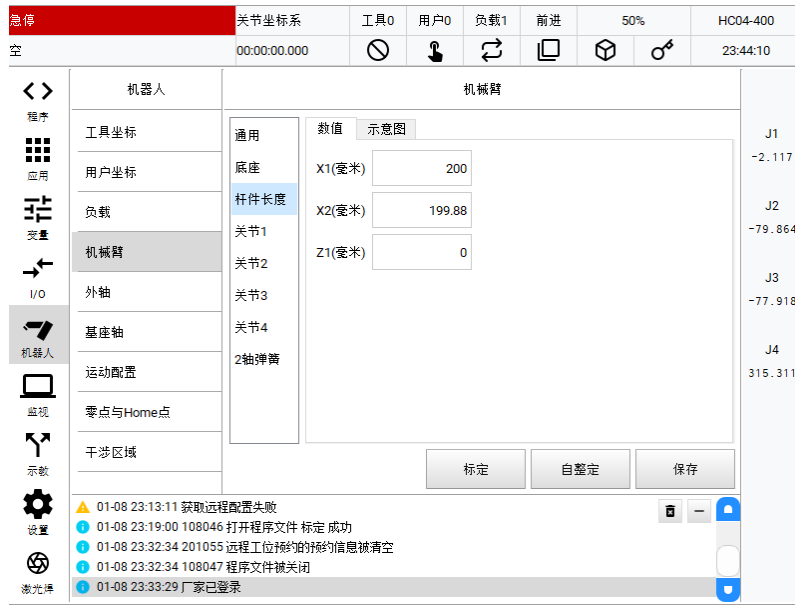 急停 关节坐标系 工具0 用户0 负载1 前进 50% HC04-400
空 00:00:00.000 23:44:10
程序
应用
变量
I/O
机器人
监视
示教
设置
激光焊
机器人
工具坐标
用户坐标
负载
机械臂
外轴
基座轴
运动配置
零点与Home点
干涉区域
机械臂
通用
底座
杆件长度
关节1
关节2
关节3
关节4
2轴弹簧
数值 示意图
X1(毫米) 200
X2(毫米) 199.88
Z1(毫米) 0
标定 自整定 保存
J1
-2.117
J2
-79.864
J3
-77.918
J4
315.311
01-08 23:13:11 获取远程配置失败
01-08 23:19:00 108046 打开程序文件 标定 成功
01-08 23:32:34 201055 远程工位预约的预约信息被清空
01-08 23:32:34 108047 程序文件被关闭
01-08 23:33:29 厂家已登录